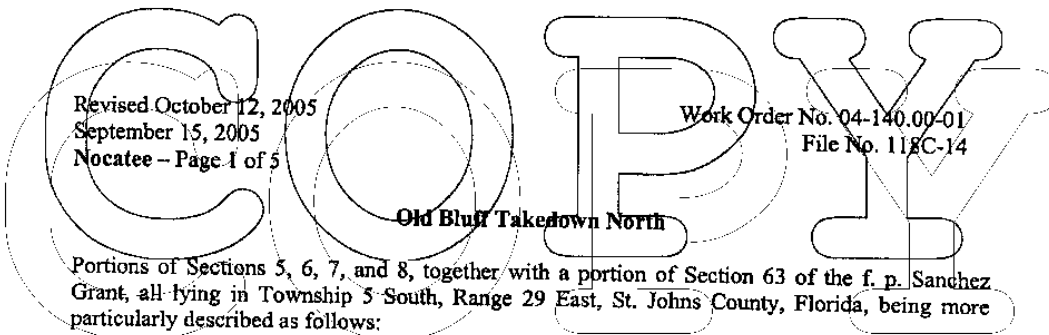 COPY
Revised October 12, 2005
September 15, 2005
Nocatee – Page 1 of 5
Work Order No. 04-140.00-01
File No. 118C-14
Old Bluff Takedown North
Portions of Sections 5, 6, 7, and 8, together with a portion of Section 63 of the f. p. Sanchez
Grant, all lying in Township 5 South, Range 29 East, St. Johns County, Florida, being more
particularly described as follows: